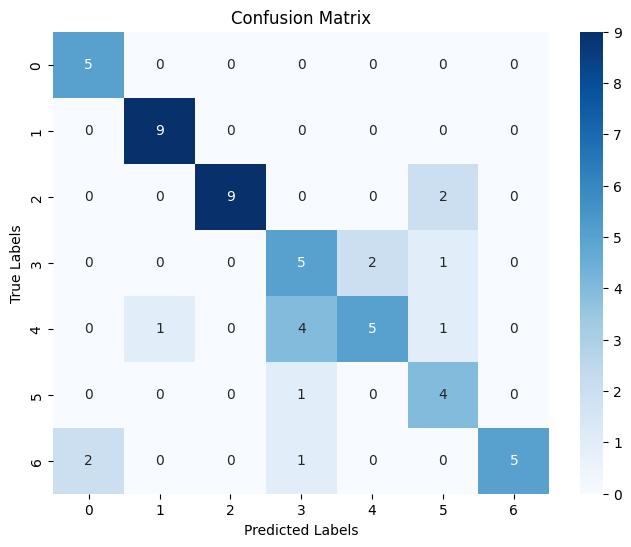 Confusion Matrix
True Labels
0 5 0 0 0 0 0 0
1 0 9 0 0 0 0 0
2 0 0 9 0 0 2 0
3 0 0 0 5 2 1 0
4 0 1 0 4 5 1 0
5 0 0 0 1 0 4 0
6 2 0 0 1 0 0 5
0 1 2 3 4 5 6
Predicted Labels
9
8
7
6
5
4
3
2
1
0